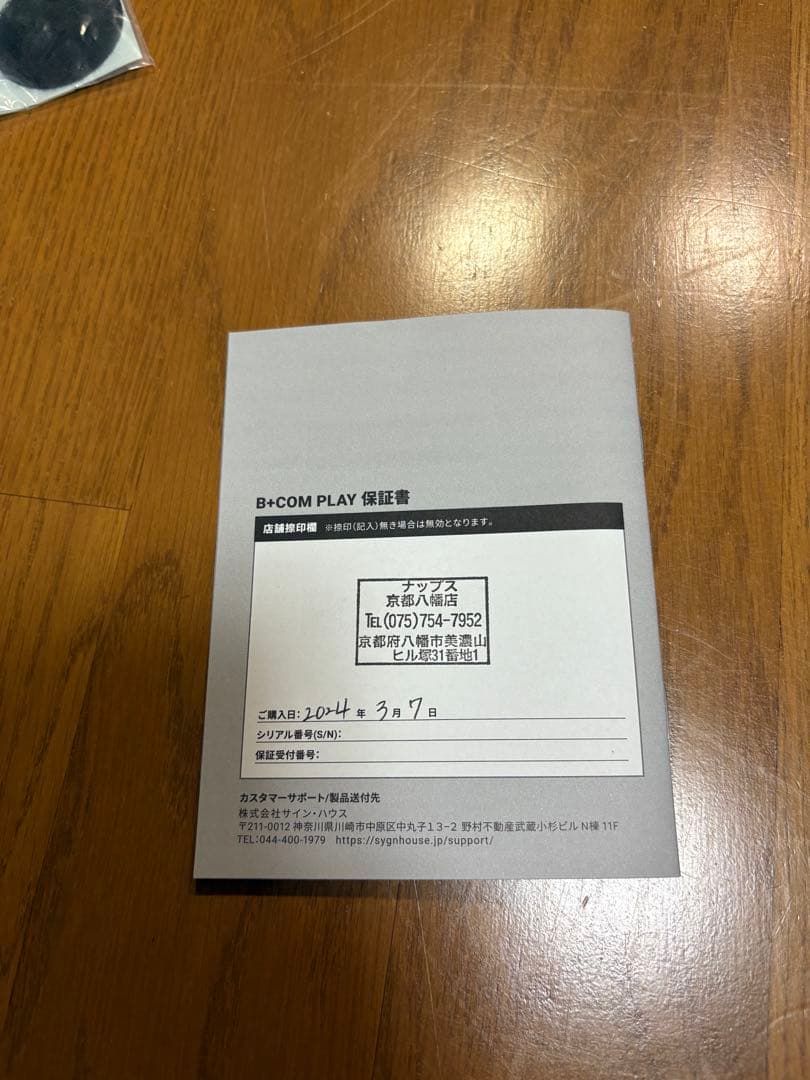 B+COM PLAY 保証書
店舗捺印欄 ※捺印(記入)無き場合は無効となります。
ナップス
京都八幡店
TEL(075)754-7952
京都府八幡市美濃山
ヒル塚31番地1
ご購入日: 2024 年 3 月 7 日
シリアル番号(S/N):
保証受付番号:
カスタマーサポート/製品送付先
株式会社サイン・ハウス
〒211-0012 神奈川県川崎市中原区中丸子13-2 野村不動産武蔵小杉ビル N棟 11F
TEL:044-400-1979 https://sygnhouse.jp/support/